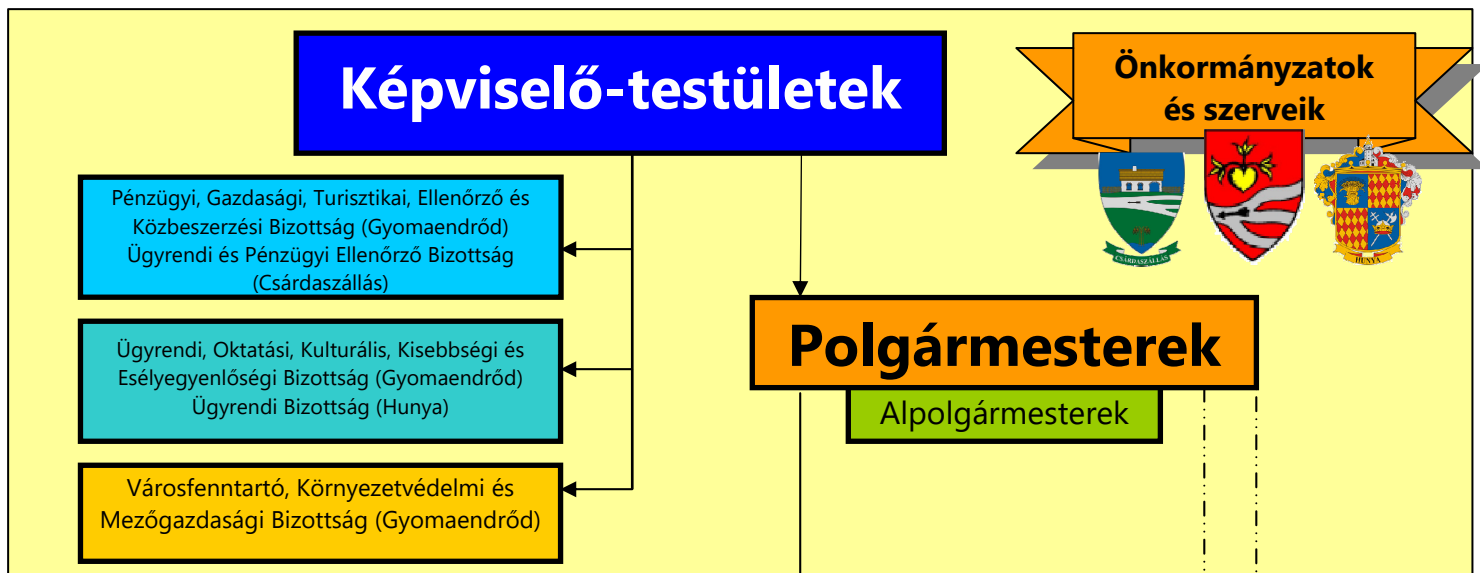 Képviselő-testületek
Önkormányzatok
és szerveik
CSÁRDASZÁLLÁS
HUNYA
Pénzügyi, Gazdasági, Turisztikai, Ellenőrző és
Közbeszerzési Bizottság (Gyomaendrőd)
Ügyrendi és Pénzügyi Ellenőrző Bizottság
(Csárdaszállás)
Polgármesterek
Alpolgármesterek
Ügyrendi, Oktatási, Kulturális, Kisebbségi és
Esélyegyenlőségi Bizottság (Gyomaendrőd)
Ügyrendi Bizottság (Hunya)
Városfenntartó, Környezetvédelmi és
Mezőgazdasági Bizottság (Gyomaendrőd)